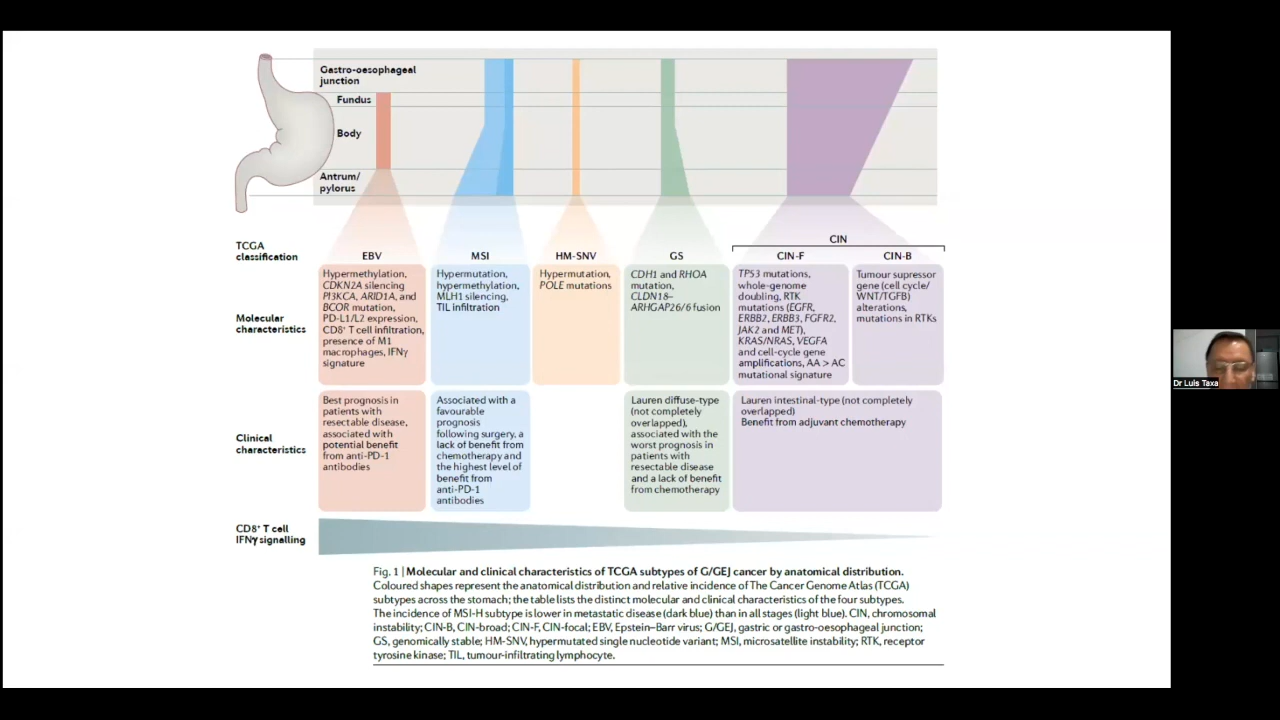 Gastro-oesophageal
junction
Fundus
Body
Antrum/
pylorus
TCGA
classification
EBV
MSI
HM-SNV
GS
CIN
CIN-F
CIN-B
Molecular
characteristics
Hypermethylation,
CDKN2A silencing
PI3KCA, ARID1A, and
BCOR mutation,
PD-L1/L2 expression,
CD8⁺ T cell infiltration,
presence of M1
macrophages, IFNγ
signature
Hypermutation,
hypermethylation,
MLH1 silencing,
TIL infiltration
Hypermutation,
POLE mutations
CDH1 and RHOA
mutation,
CLDN18–
ARHGAP26/6 fusion
TP53 mutations,
whole-genome
doubling, RTK
mutations (EGFR,
ERBB2, ERBB3, FGFR2,
JAK2 and MET),
KRAS/NRAS, VEGFA
and cell-cycle gene
amplifications, AA > AC
mutational signature
Tumour supressor
gene (cell cycle/
WNT/TGFB)
alterations,
mutations in RTKs
Clinical
characteristics
Best prognosis in
patients with
resectable disease,
associated with
potential benefit
from anti-PD-1
antibodies
Associated with a
favourable
prognosis
following surgery, a
lack of benefit from
chemotherapy and
the highest level of
benefit from
anti-PD-1
antibodies
Lauren diffuse-type
(not completely
overlapped),
associated with the
worst prognosis in
patients with
resectable disease
and a lack of benefit
from chemotherapy
Lauren intestinal-type (not completely
overlapped)
Benefit from adjuvant chemotherapy
CD8⁺ T cell
IFNγ signalling
Fig. 1 | Molecular and clinical characteristics of TCGA subtypes of G/GEJ cancer by anatomical distribution.
Coloured shapes represent the anatomical distribution and relative incidence of The Cancer Genome Atlas (TCGA)
subtypes across the stomach; the table lists the distinct molecular and clinical characteristics of the four subtypes.
The incidence of MSI-H subtype is lower in metastatic disease (dark blue) than in all stages (light blue). CIN, chromosomal
instability; CIN-B, CIN-broad; CIN-F, CIN-focal; EBV, Epstein–Barr virus; G/GEJ, gastric or gastro-oesophageal junction;
GS, genomically stable; HM-SNV, hypermutated single nucleotide variant; MSI, microsatellite instability; RTK, receptor
tyrosine kinase; TIL, tumour-infiltrating lymphocyte.
Dr Luis Taxa